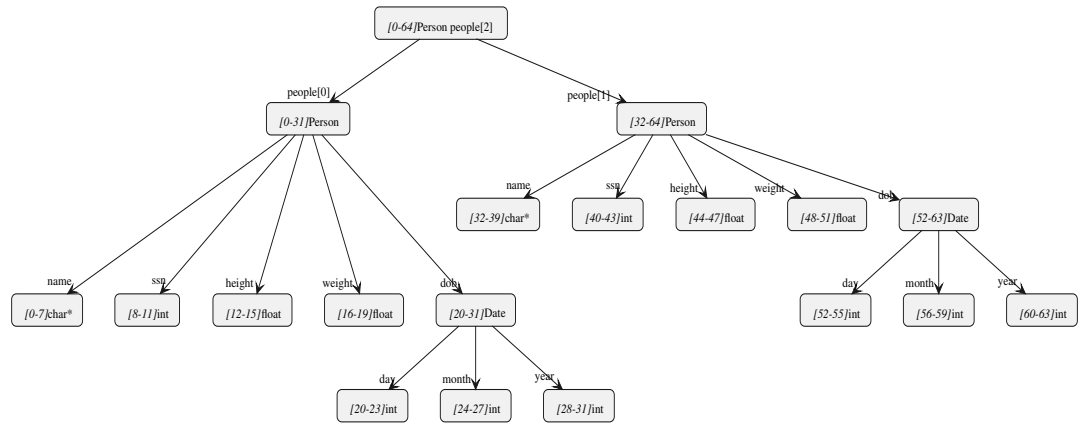 [0-64]Person people[2]
people[0]
people[1]
[0-31]Person
[32-64]Person
name
ssn
height
weight
dob
[32-39]char*
[40-43]int
[44-47]float
[48-51]float
[52-63]Date
name
ssn
height
weight
dob
day
month
year
[0-7]char*
[8-11]int
[12-15]float
[16-19]float
[20-31]Date
[52-55]int
[56-59]int
[60-63]int
day
month
year
[20-23]int
[24-27]int
[28-31]int